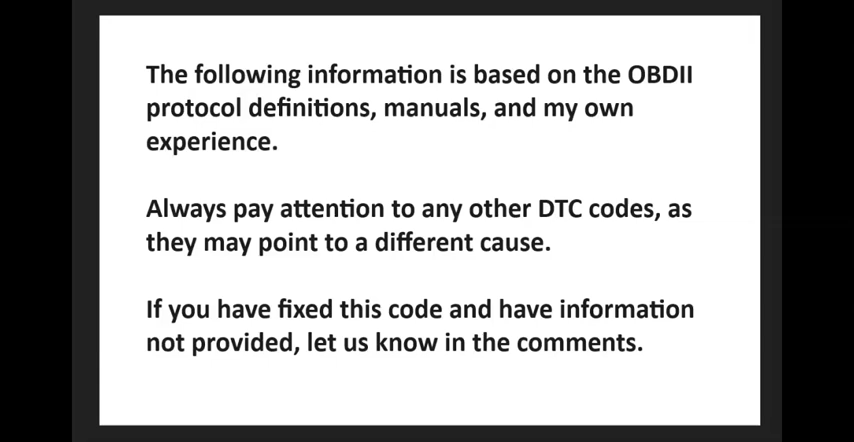 The following information is based on the OBDII
protocol definitions, manuals, and my own
experience.
Always pay attention to any other DTC codes, as
they may point to a different cause.
If you have fixed this code and have information
not provided, let us know in the comments.